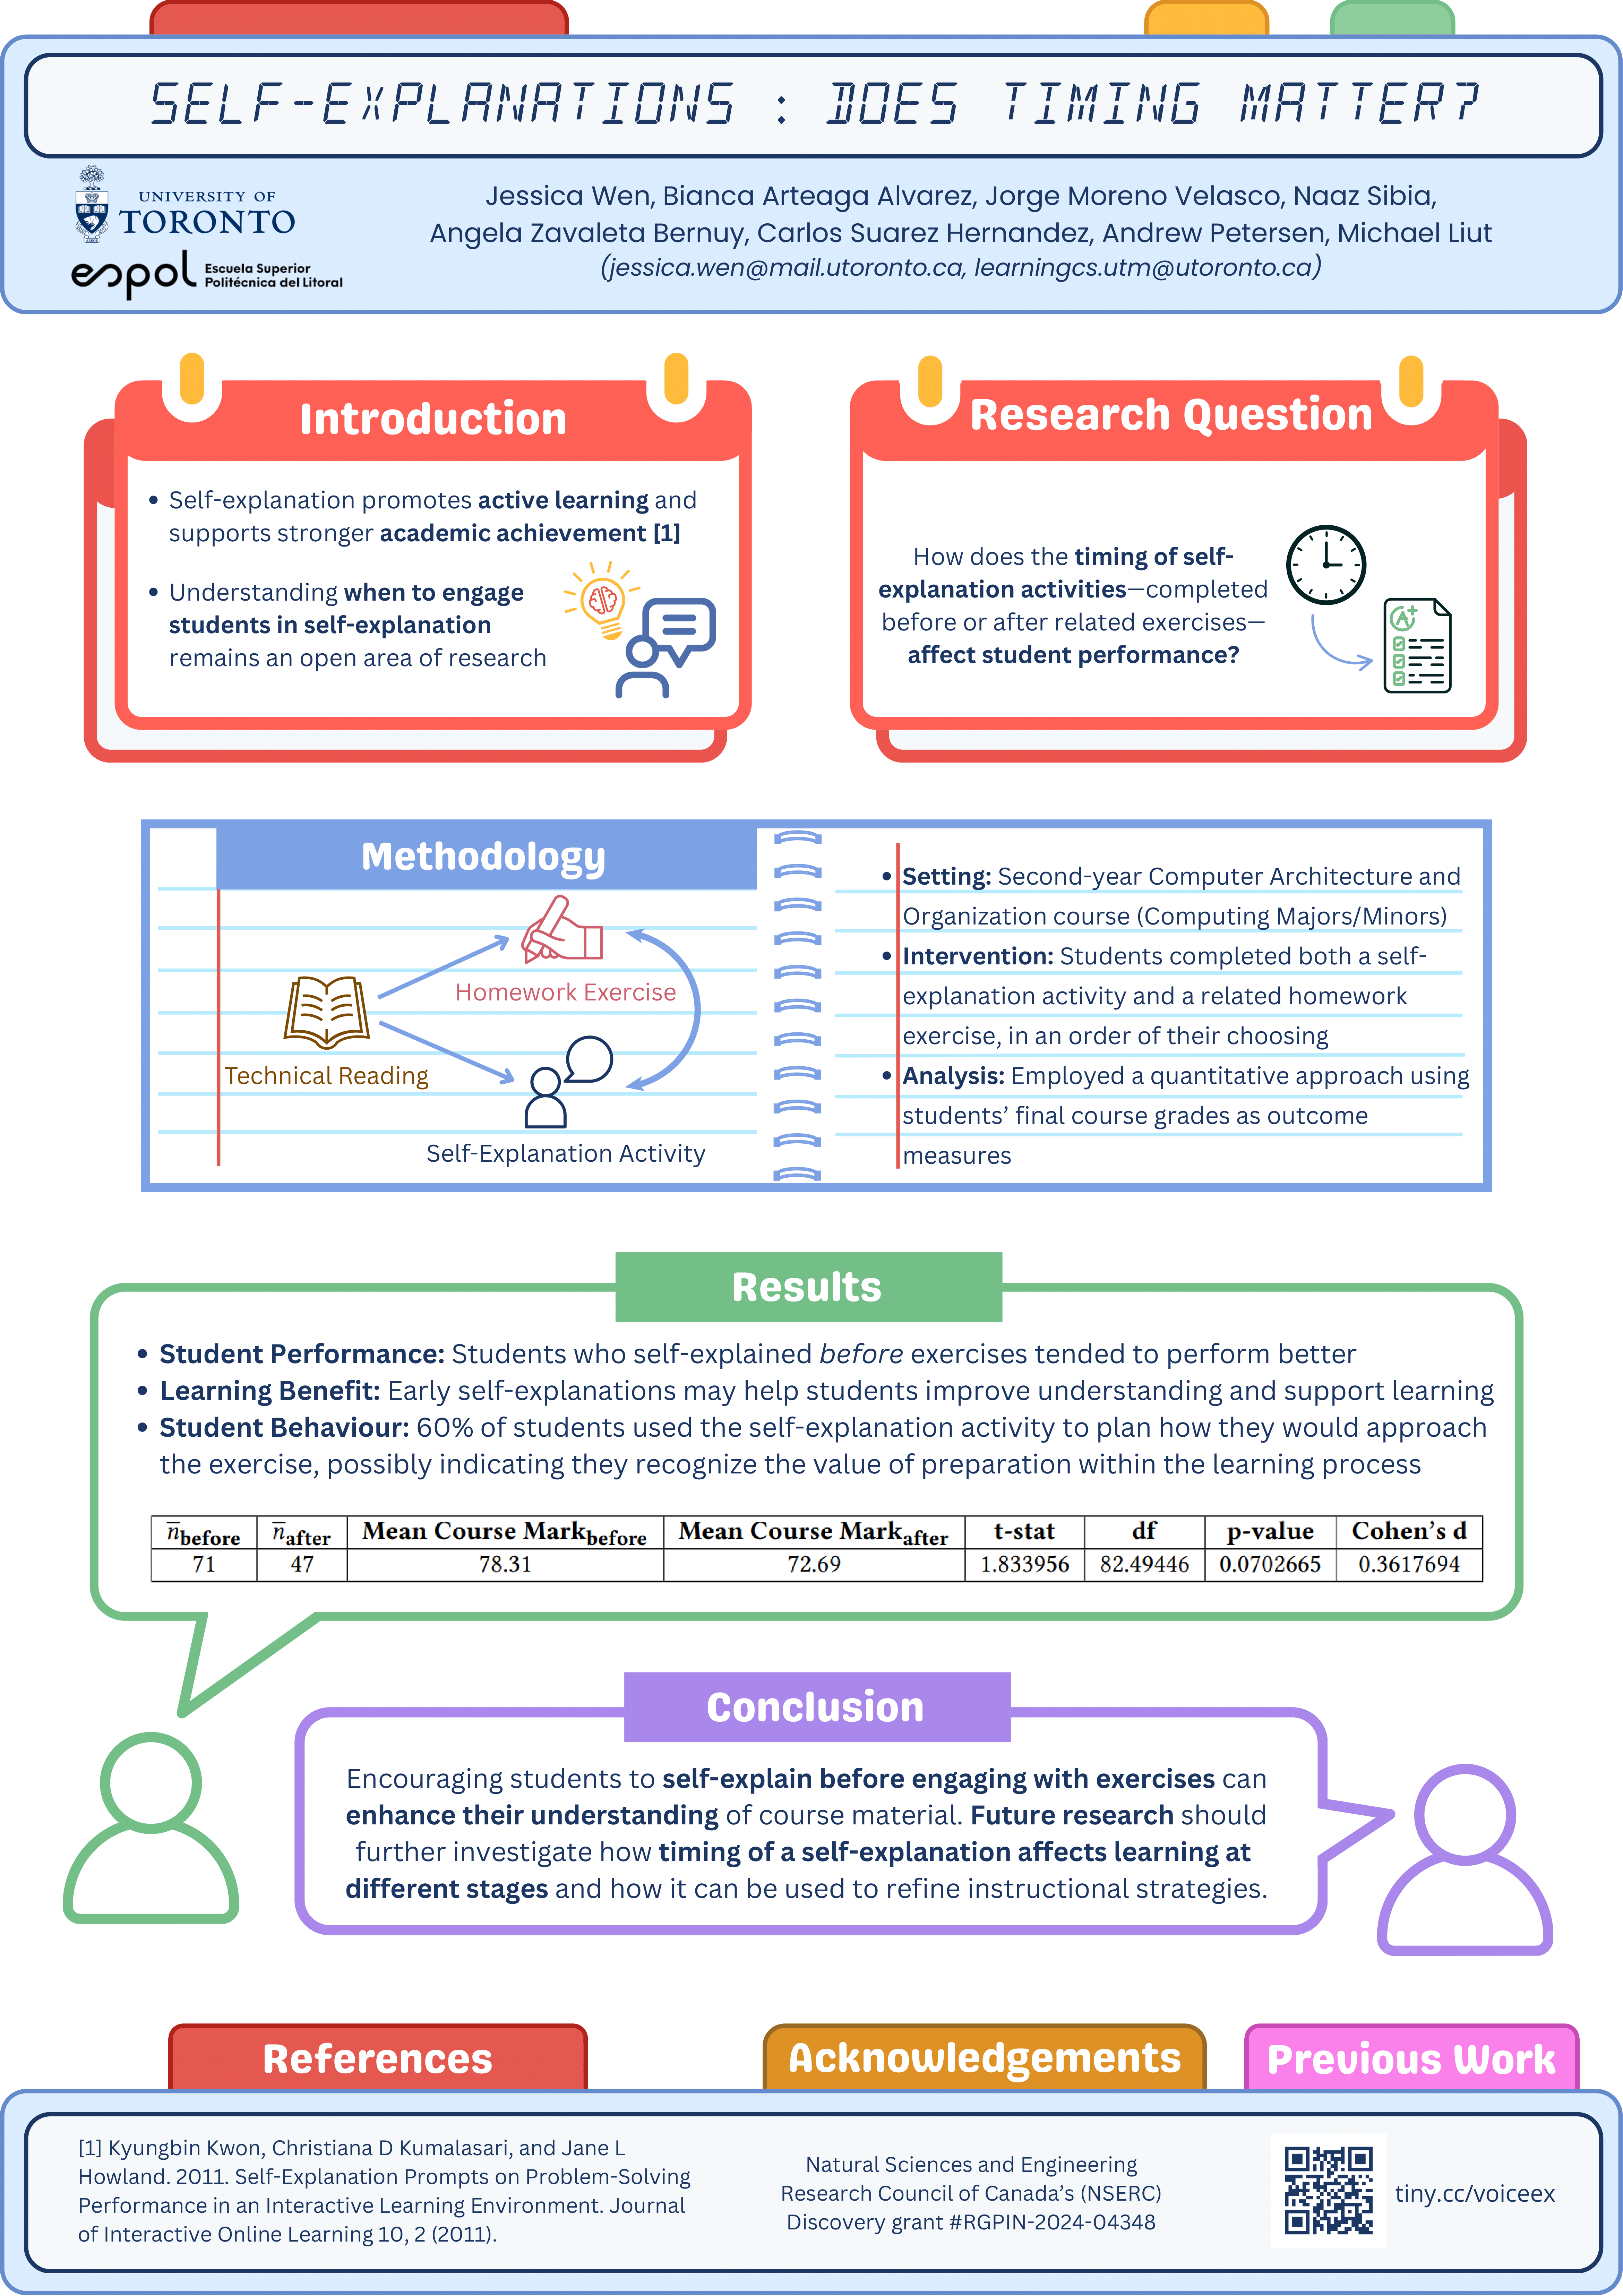 SELF-EXPLANATIONS : DOES TIMING MATTER?
UNIVERSITY OF
TORONTO
espol Escuela Superior
Politécnica del Litoral
Jessica Wen, Bianca Arteaga Alvarez, Jorge Moreno Velasco, Naaz Sibia,
Angela Zavaleta Bernuy, Carlos Suarez Hernandez, Andrew Petersen, Michael Liut
(jessica.wen@mail.utoronto.ca, learningcs.utm@utoronto.ca)
Introduction
• Self-explanation promotes active learning and
supports stronger academic achievement [1]
• Understanding when to engage
students in self-explanation
remains an open area of research
Research Question
How does the timing of self-
explanation activities—completed
before or after related exercises—
affect student performance?
A+
Methodology
Homework Exercise
Technical Reading
Self-Explanation Activity
• Setting: Second-year Computer Architecture and
Organization course (Computing Majors/Minors)
• Intervention: Students completed both a self-
explanation activity and a related homework
exercise, in an order of their choosing
• Analysis: Employed a quantitative approach using
students’ final course grades as outcome
measures
Results
• Student Performance: Students who self-explained before exercises tended to perform better
• Learning Benefit: Early self-explanations may help students improve understanding and support learning
• Student Behaviour: 60% of students used the self-explanation activity to plan how they would approach
the exercise, possibly indicating they recognize the value of preparation within the learning process
n̅before n̅after Mean Course Markbefore Mean Course Markafter t-stat df p-value Cohen’s d
71 47 78.31 72.69 1.833956 82.49446 0.0702665 0.3617694
Conclusion
Encouraging students to self-explain before engaging with exercises can
enhance their understanding of course material. Future research should
further investigate how timing of a self-explanation affects learning at
different stages and how it can be used to refine instructional strategies.
References
[1] Kyungbin Kwon, Christiana D Kumalasari, and Jane L
Howland. 2011. Self-Explanation Prompts on Problem-Solving
Performance in an Interactive Learning Environment. Journal
of Interactive Online Learning 10, 2 (2011).
Acknowledgements
Natural Sciences and Engineering
Research Council of Canada’s (NSERC)
Discovery grant #RGPIN-2024-04348
Previous Work
tiny.cc/voiceex